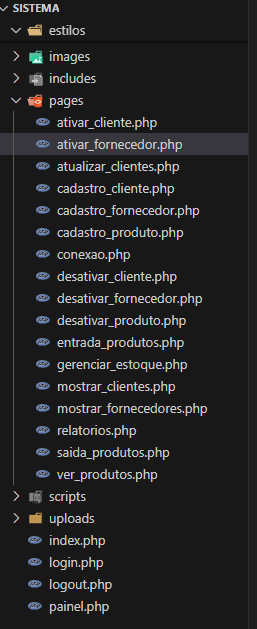 SISTEMA
estilos
images
includes
pages
ativar_cliente.php
ativar_fornecedor.php
atualizar_clientes.php
cadastro_cliente.php
cadastro_fornecedor.php
cadastro_produto.php
conexao.php
desativar_cliente.php
desativar_fornecedor.php
desativar_produto.php
entrada_produtos.php
gerenciar_estoque.php
mostrar_clientes.php
mostrar_fornecedores.php
relatorios.php
saida_produtos.php
ver_produtos.php
scripts
uploads
index.php
login.php
logout.php
painel.php